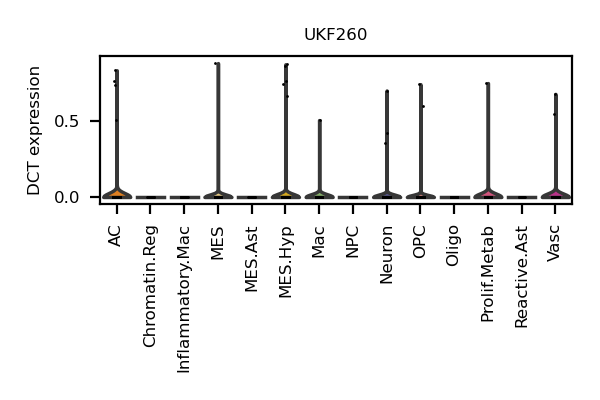 UKF260
DCT expression
0.5
0.0
AC
Chromatin.Reg
Inflammatory.Mac
MES
MES.Ast
MES.Hyp
Mac
NPC
Neuron
OPC
Oligo
Prolif.Metab
Reactive.Ast
Vasc